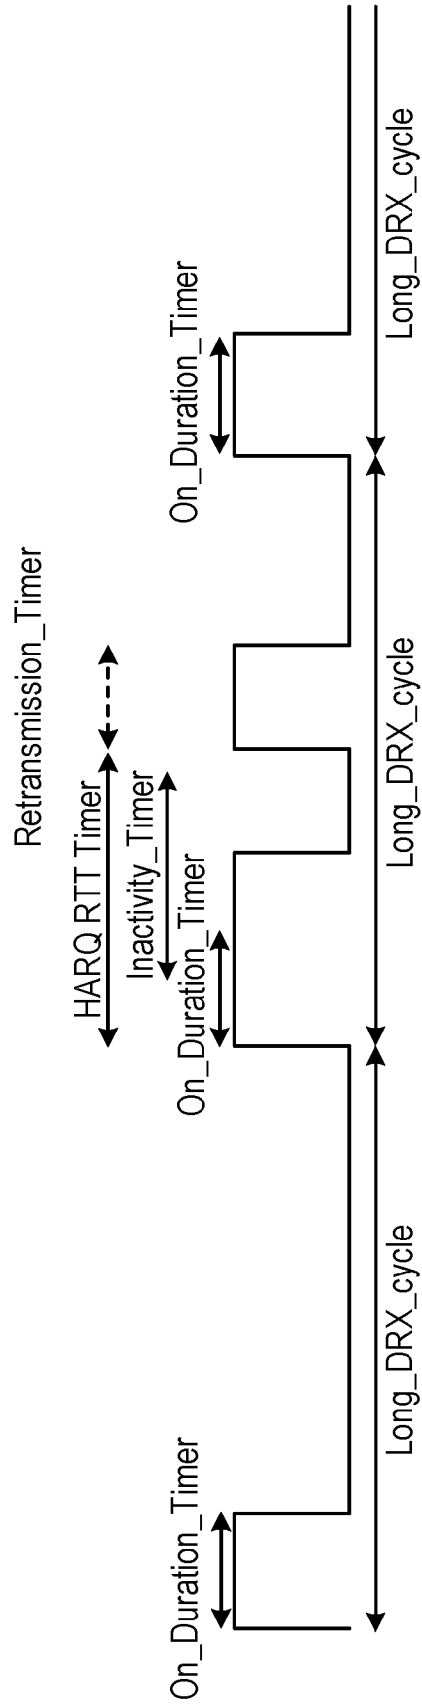 Retransmission_Timer
HARQ RTT Timer
Inactivity_Timer
On_Duration_Timer
On_Duration_Timer
On_Duration_Timer
Long_DRX_cycle
Long_DRX_cycle
Long_DRX_cycle